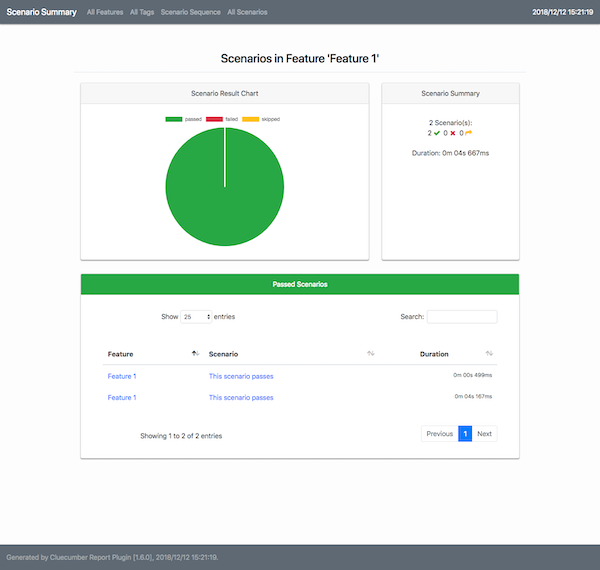 Scenario Summary All Features All Tags Scenario Sequence All Scenarios 2018/12/12 15:21:19
Scenarios in Feature 'Feature 1'
Scenario Result Chart
passed failed skipped
Scenario Summary
2 Scenario(s):
2 0 0
Duration: 0m 04s 667ms
Passed Scenarios
Show 25 entries Search:
Feature Scenario Duration
Feature 1 This scenario passes 0m 00s 499ms
Feature 1 This scenario passes 0m 04s 167ms
Showing 1 to 2 of 2 entries Previous 1 Next
Generated by Cluecumber Report Plugin [1.6.0], 2018/12/12 15:21:19.